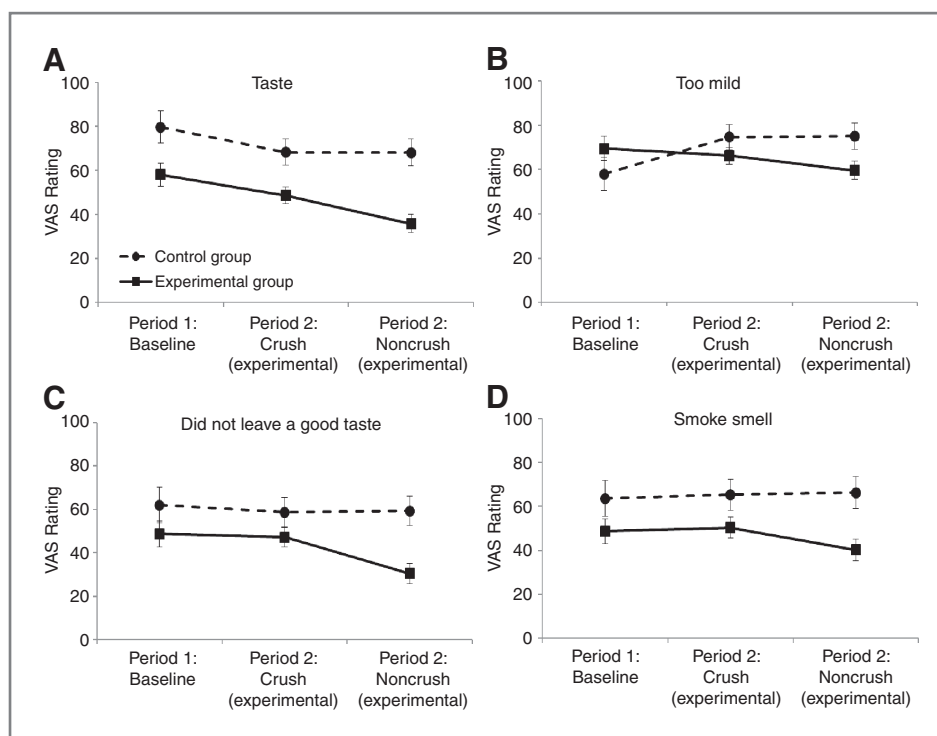 A
Taste
100
80
60
40
20
0
VAS Rating
Control group
Experimental group
Period 1:
Baseline
Period 2:
Crush
(experimental)
Period 2:
Noncrush
(experimental)
B
Too mild
100
80
60
40
20
0
VAS Rating
Period 1:
Baseline
Period 2:
Crush
(experimental)
Period 2:
Noncrush
(experimental)
C
Did not leave a good taste
100
80
60
40
20
0
VAS Rating
Period 1:
Baseline
Period 2:
Crush
(experimental)
Period 2:
Noncrush
(experimental)
D
Smoke smell
100
80
60
40
20
0
VAS Rating
Period 1:
Baseline
Period 2:
Crush
(experimental)
Period 2:
Noncrush
(experimental)